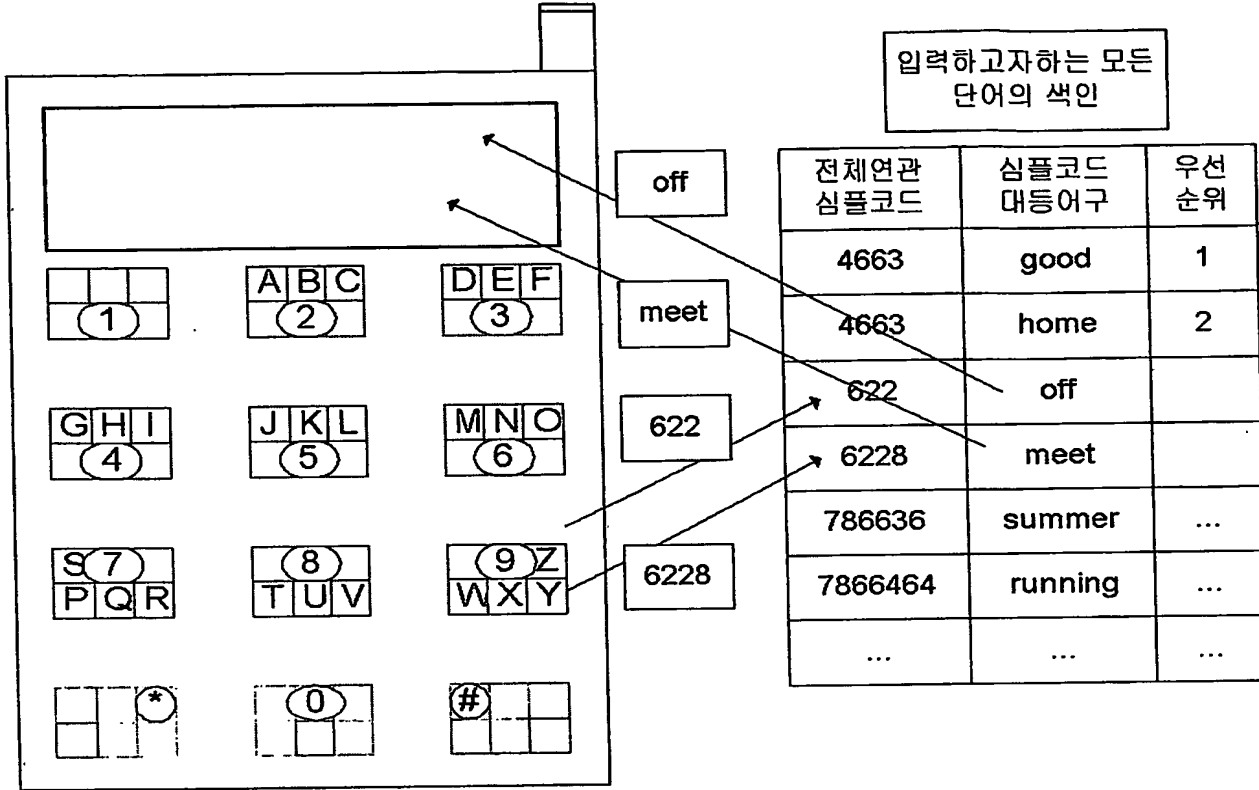 입력하고자하는 모든
단어의 색인
off
meet
622
6228
A B C
D E F
1
2
3
G H I
J K L
M N O
4
5
6
S 7
8
9 Z
P Q R
T U V
W X Y
*
0
#
전체연관 심플코드
심플코드 대등어구
우선 순위
4663 good 1
4663 home 2
622 off
6228 meet
786636 summer ...
7866464 running ...
... ... ...